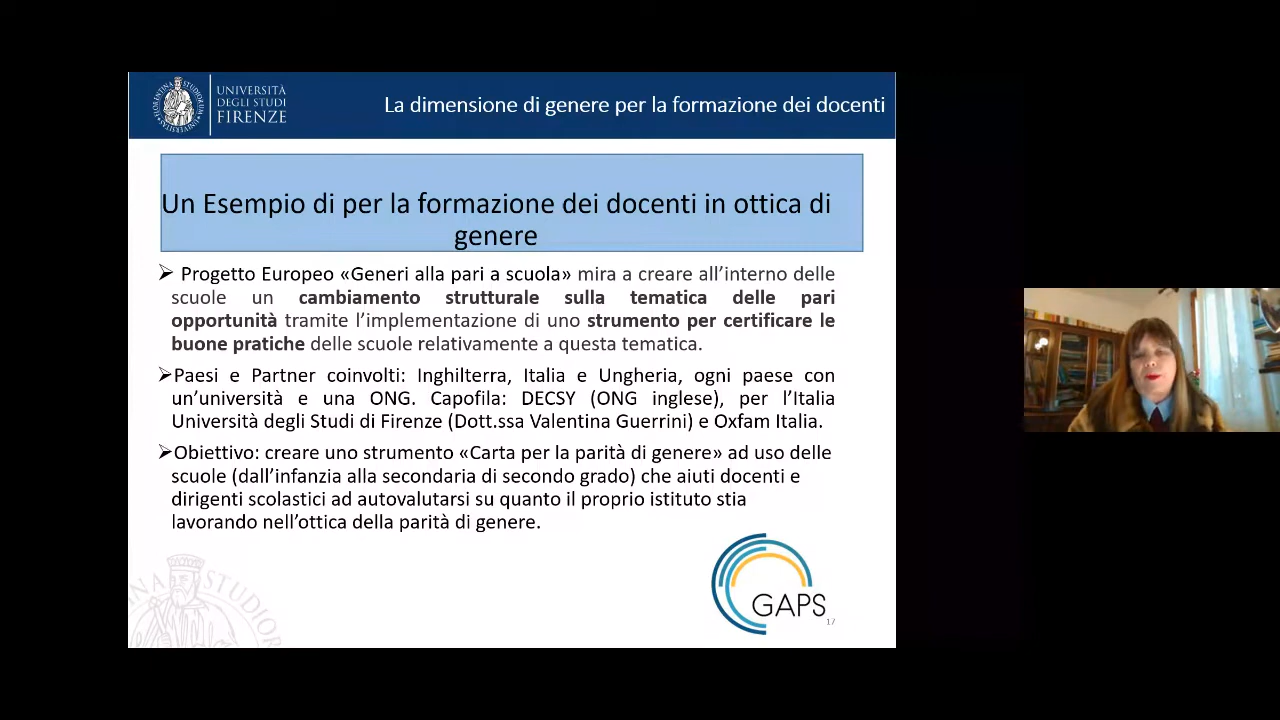 UNIVERSITÀ
DEGLI STUDI
FIRENZE
La dimensione di genere per la formazione dei docenti
Un Esempio di per la formazione dei docenti in ottica di
genere
➢ Progetto Europeo «Generi alla pari a scuola» mira a creare all’interno delle
scuole un cambiamento strutturale sulla tematica delle pari
opportunità tramite l’implementazione di uno strumento per certificare le
buone pratiche delle scuole relativamente a questa tematica.
➢Paesi e Partner coinvolti: Inghilterra, Italia e Ungheria, ogni paese con
un’università e una ONG. Capofila: DECSY (ONG inglese), per l’Italia
Università degli Studi di Firenze (Dott.ssa Valentina Guerrini) e Oxfam Italia.
➢Obiettivo: creare uno strumento «Carta per la parità di genere» ad uso delle
scuole (dall’infanzia alla secondaria di secondo grado) che aiuti docenti e
dirigenti scolastici ad autovalutarsi su quanto il proprio istituto stia
lavorando nell’ottica della parità di genere.
GAPS
17